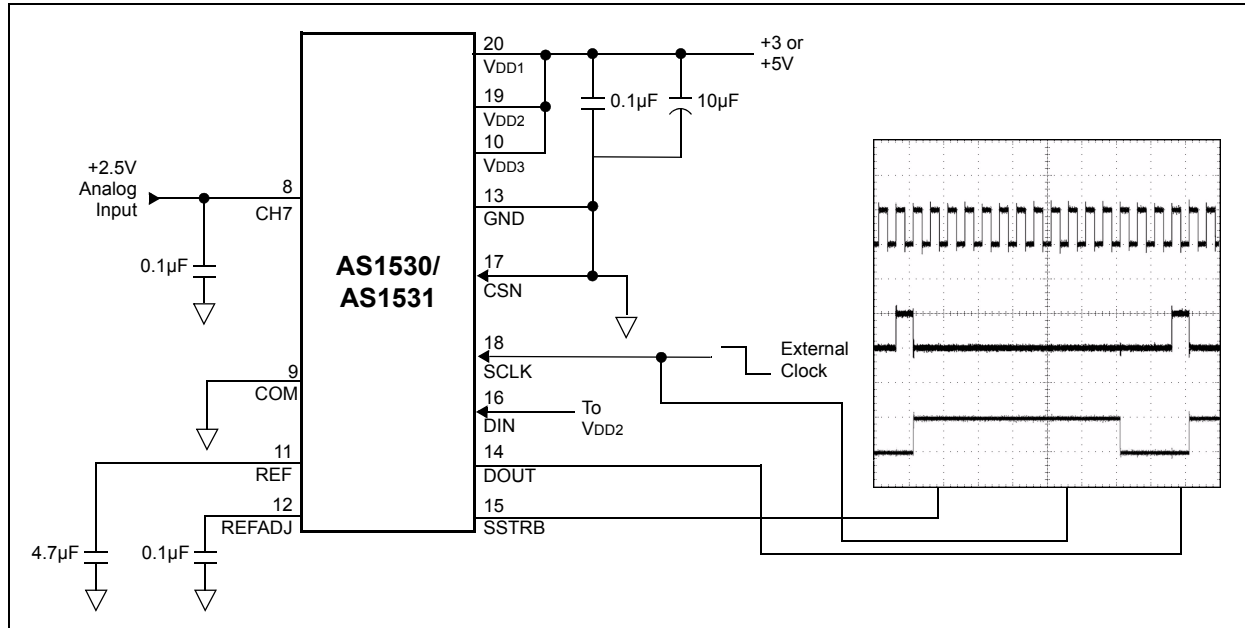 20
VDD1
+3 or
+5V
19
VDD2
0.1µF
10µF
10
VDD3
+2.5V
Analog
Input
8
CH7
13
GND
0.1µF
AS1530/
AS1531
17
CSN
18
SCLK
External
Clock
9
COM
16
DIN
To
VDD2
11
REF
14
DOUT
12
REFADJ
15
SSTRB
4.7µF
0.1µF